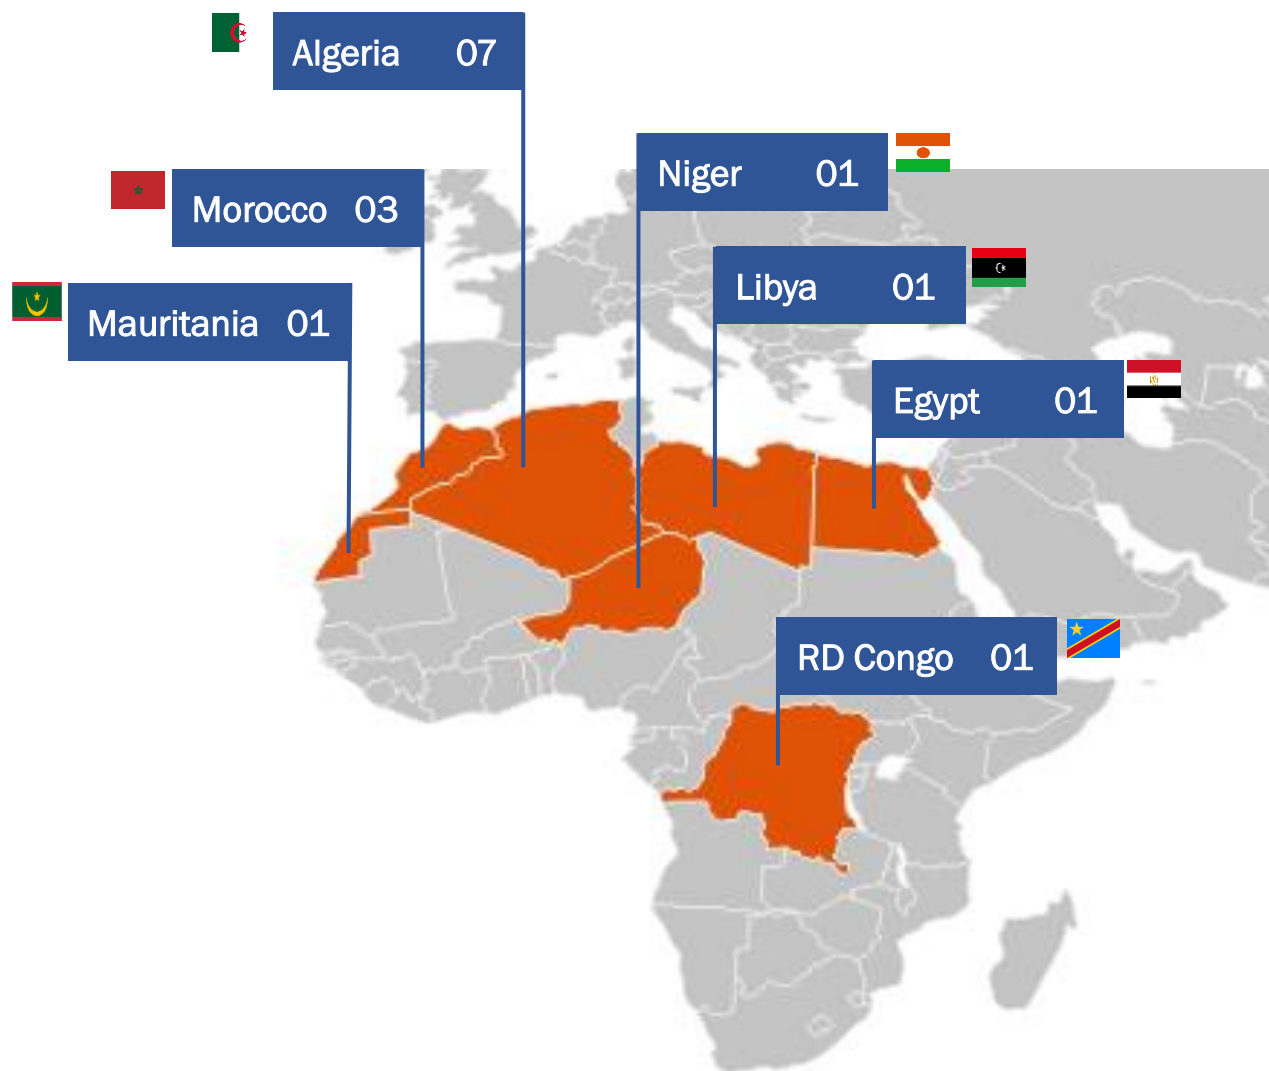 Algeria 07
Niger 01
Morocco 03
Libya 01
Mauritania 01
Egypt 01
RD Congo 01